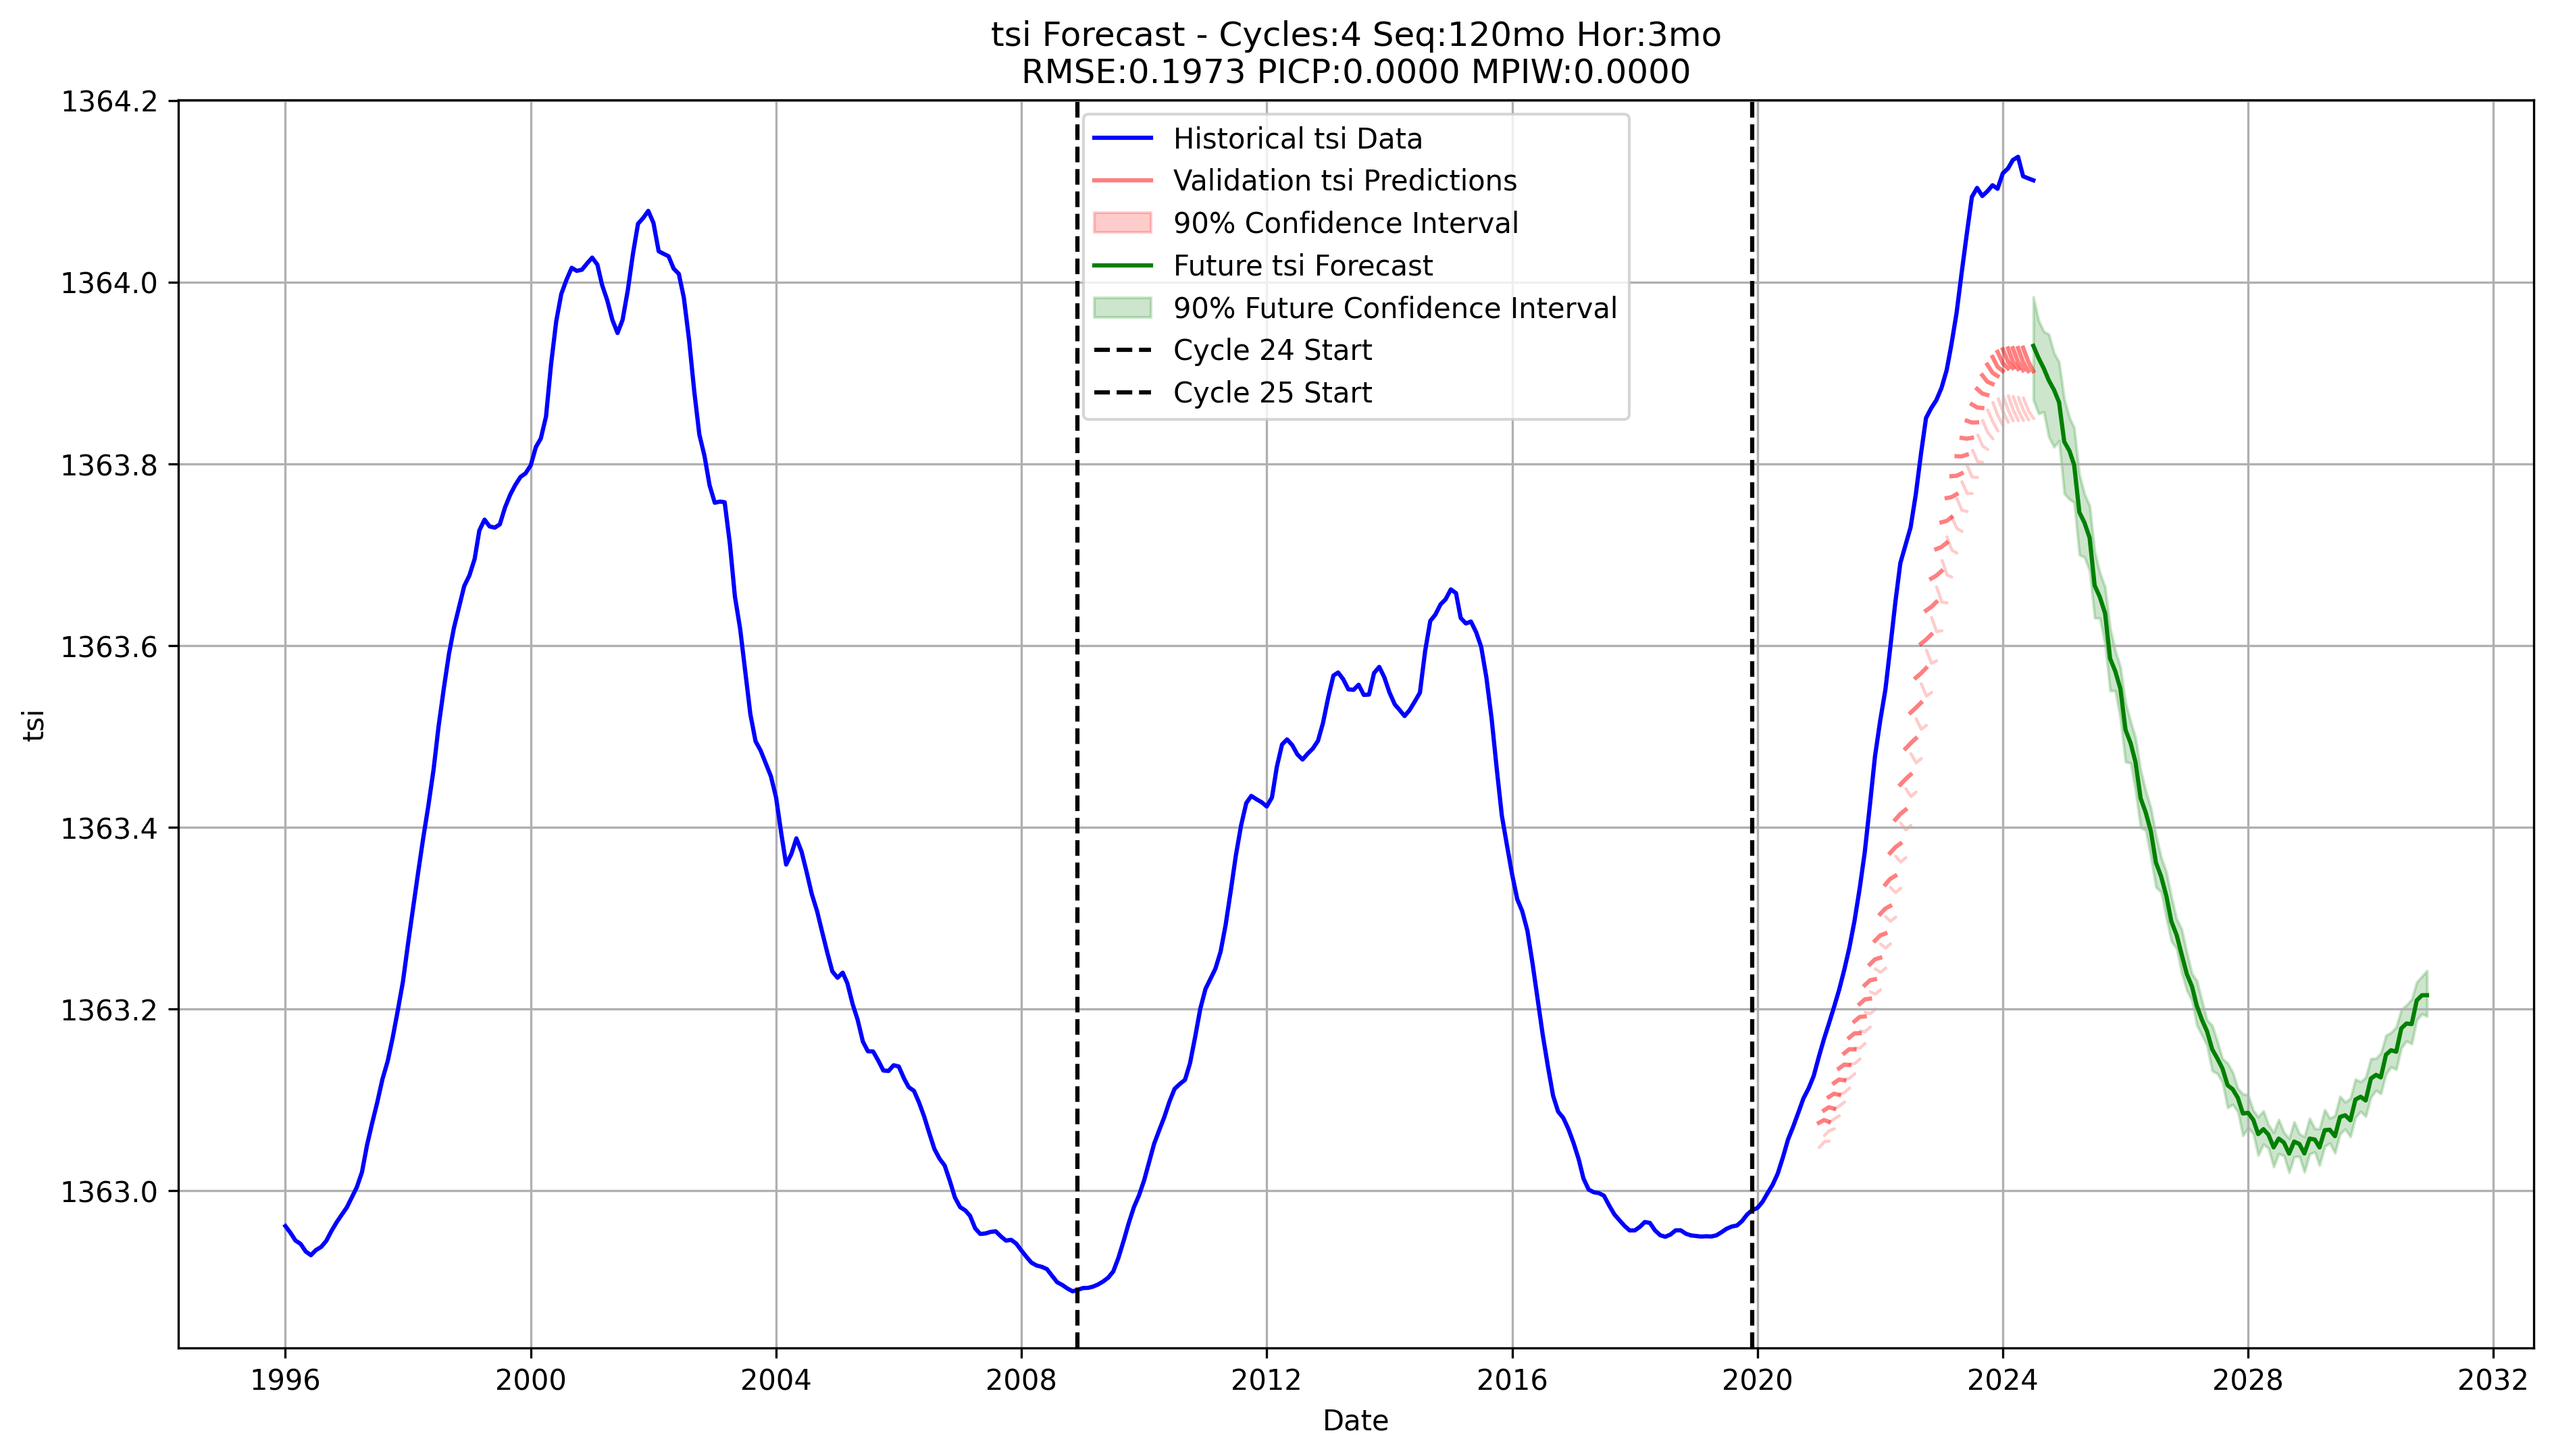 tsi Forecast - Cycles:4 Seq:120mo Hor:3mo
RMSE:0.1973 PICP:0.0000 MPIW:0.0000
1364.2
1364.0
1363.8
1363.6
1363.4
1363.2
1363.0
tsi
Historical tsi Data
Validation tsi Predictions
90% Confidence Interval
Future tsi Forecast
90% Future Confidence Interval
Cycle 24 Start
Cycle 25 Start
1996 2000 2004 2008 2012 2016 2020 2024 2028 2032
Date